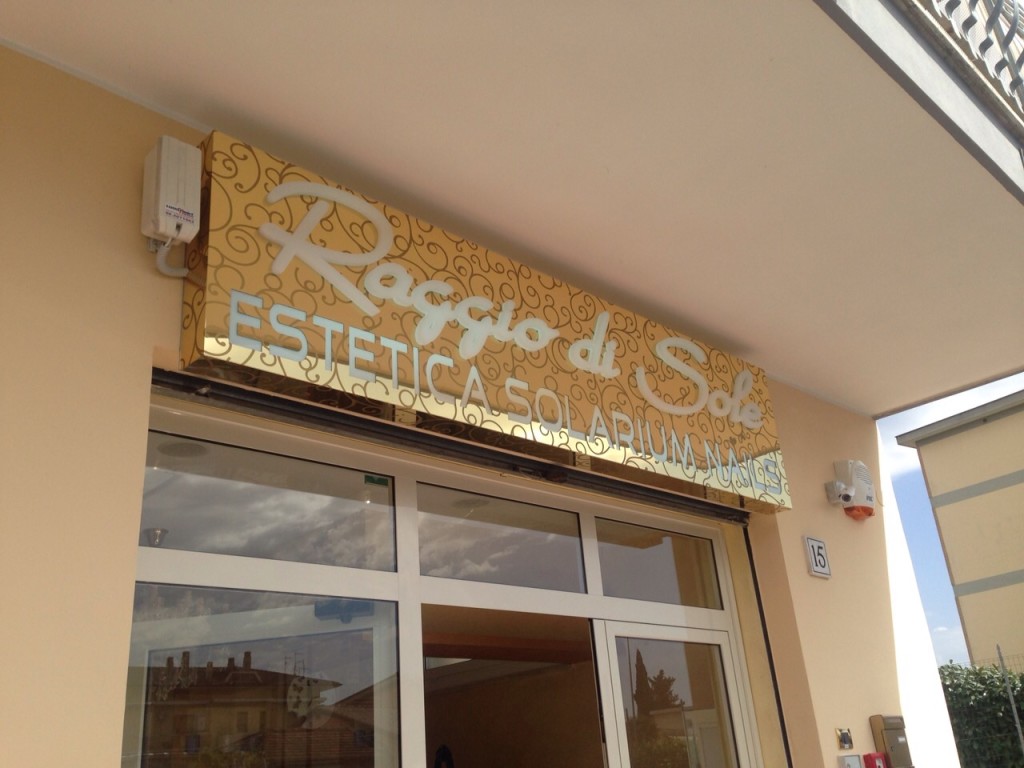 Raggio di Sole
ESTETICA.SOLARIUM.NAILS
15